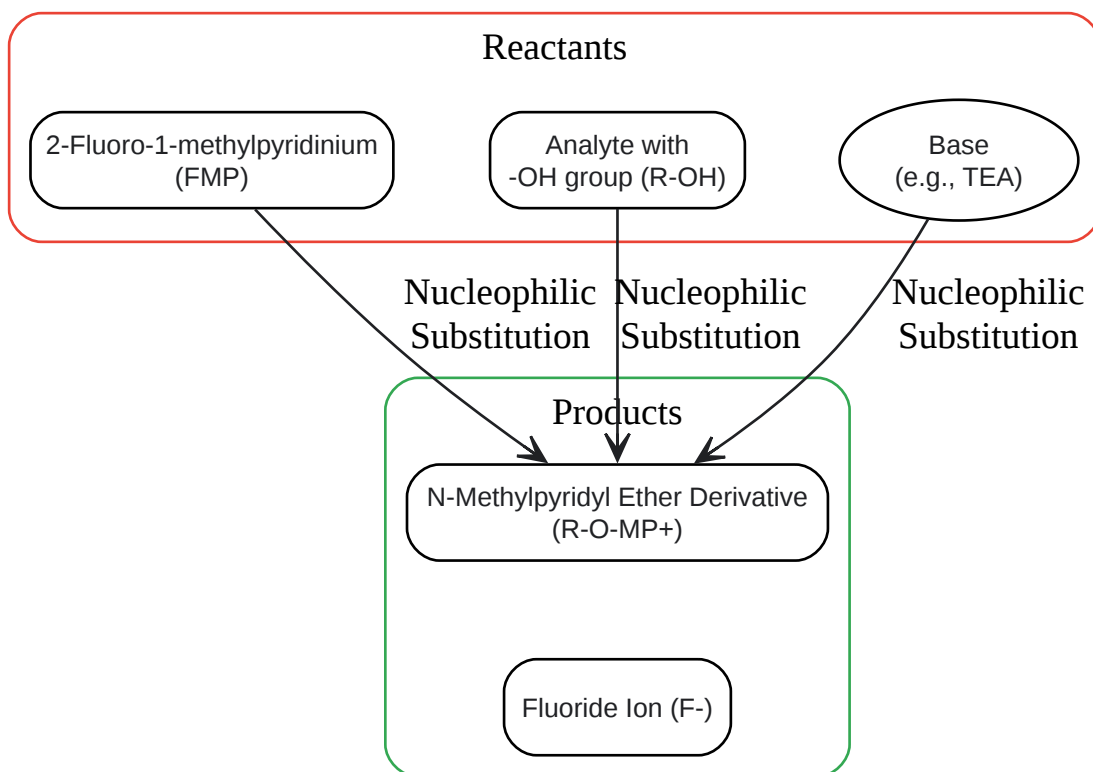 Reactants
2-Fluoro-1-methylpyridinium
(FMP)
Analyte with
-OH group (R-OH)
Base
(e.g., TEA)
Nucleophilic
Substitution
Nucleophilic
Substitution
Nucleophilic
Substitution
Products
N-Methylpyridyl Ether Derivative
(R-O-MP+)
Fluoride Ion (F-)